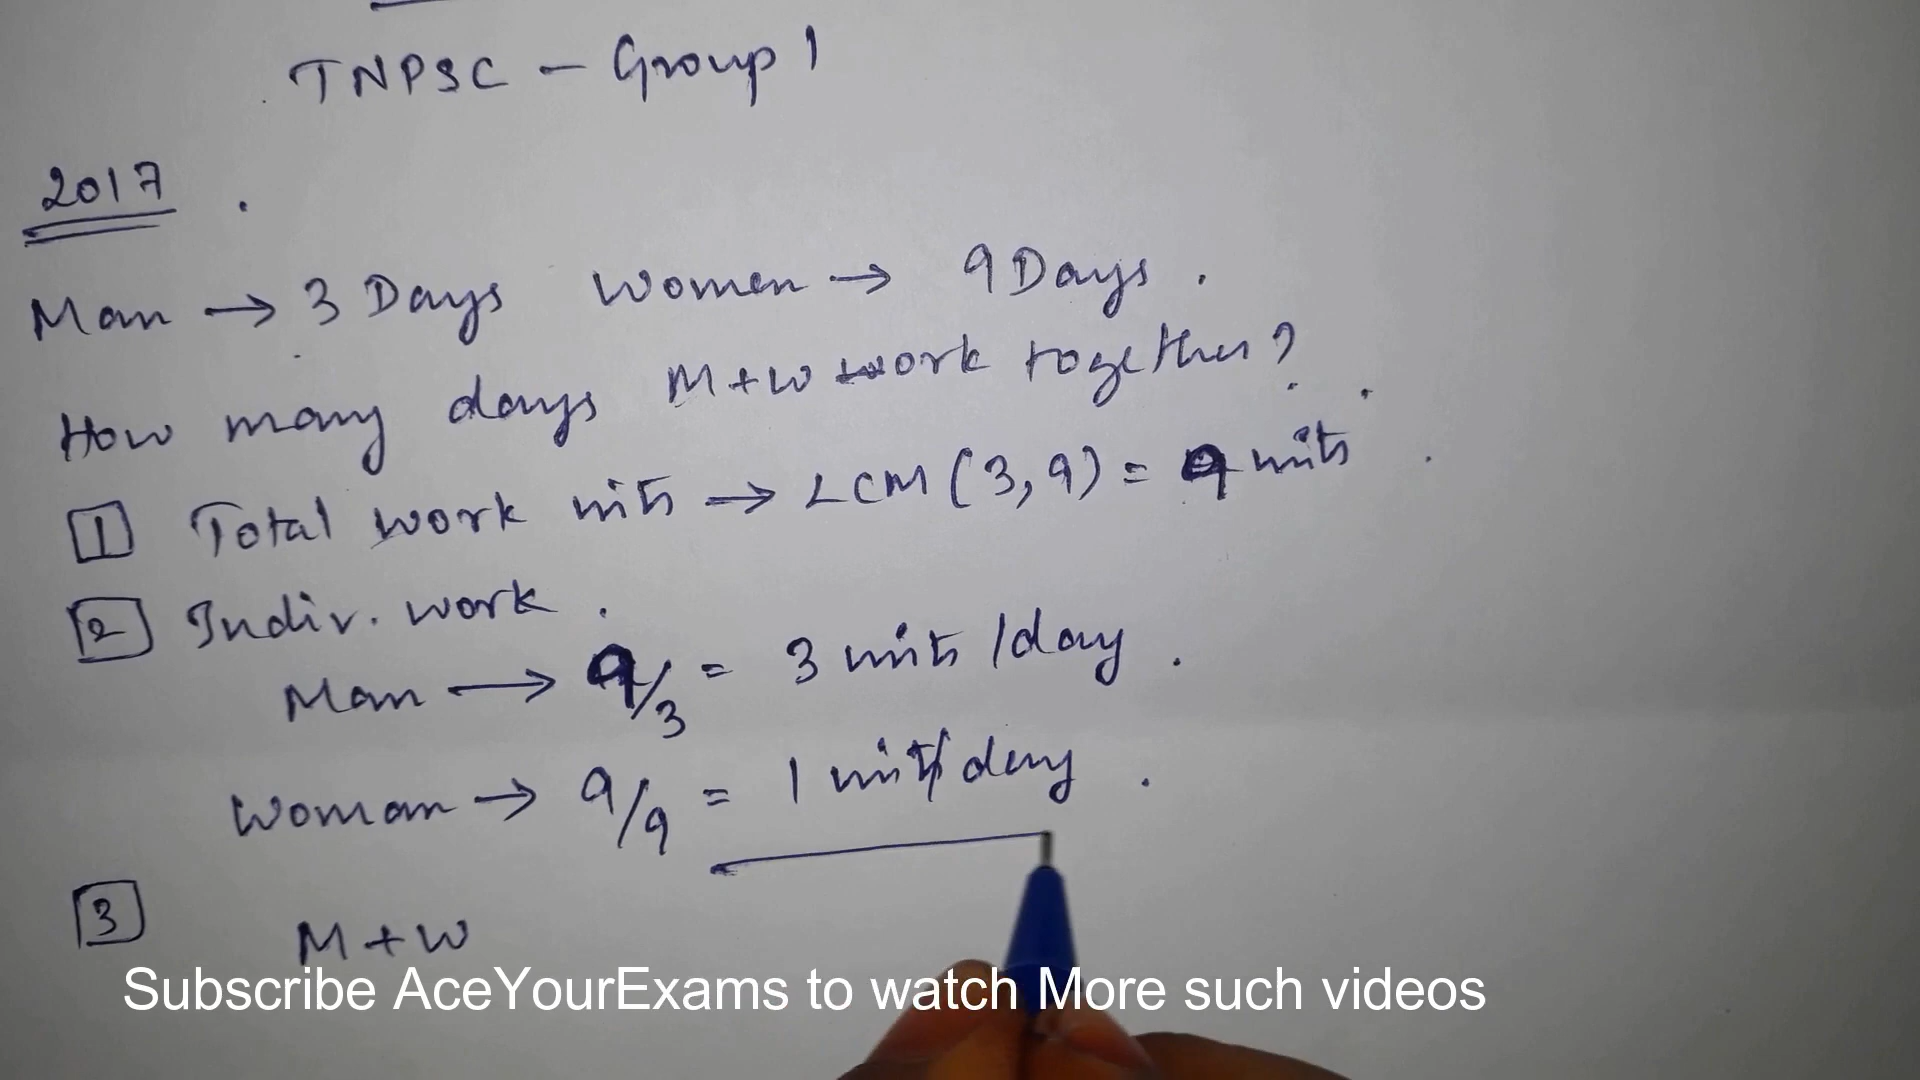 TNPSC - Group 1
2017
Man → 3 Days Women → 9 Days.
How many days M+W work together?
1 Total work units → LCM (3,9) = 9 units
2 Indiv. work.
Man → 9/3 = 3 units /day.
Woman → 9/9 = 1 unit/day.
3 M+W
Subscribe AceYourExams to watch More such videos